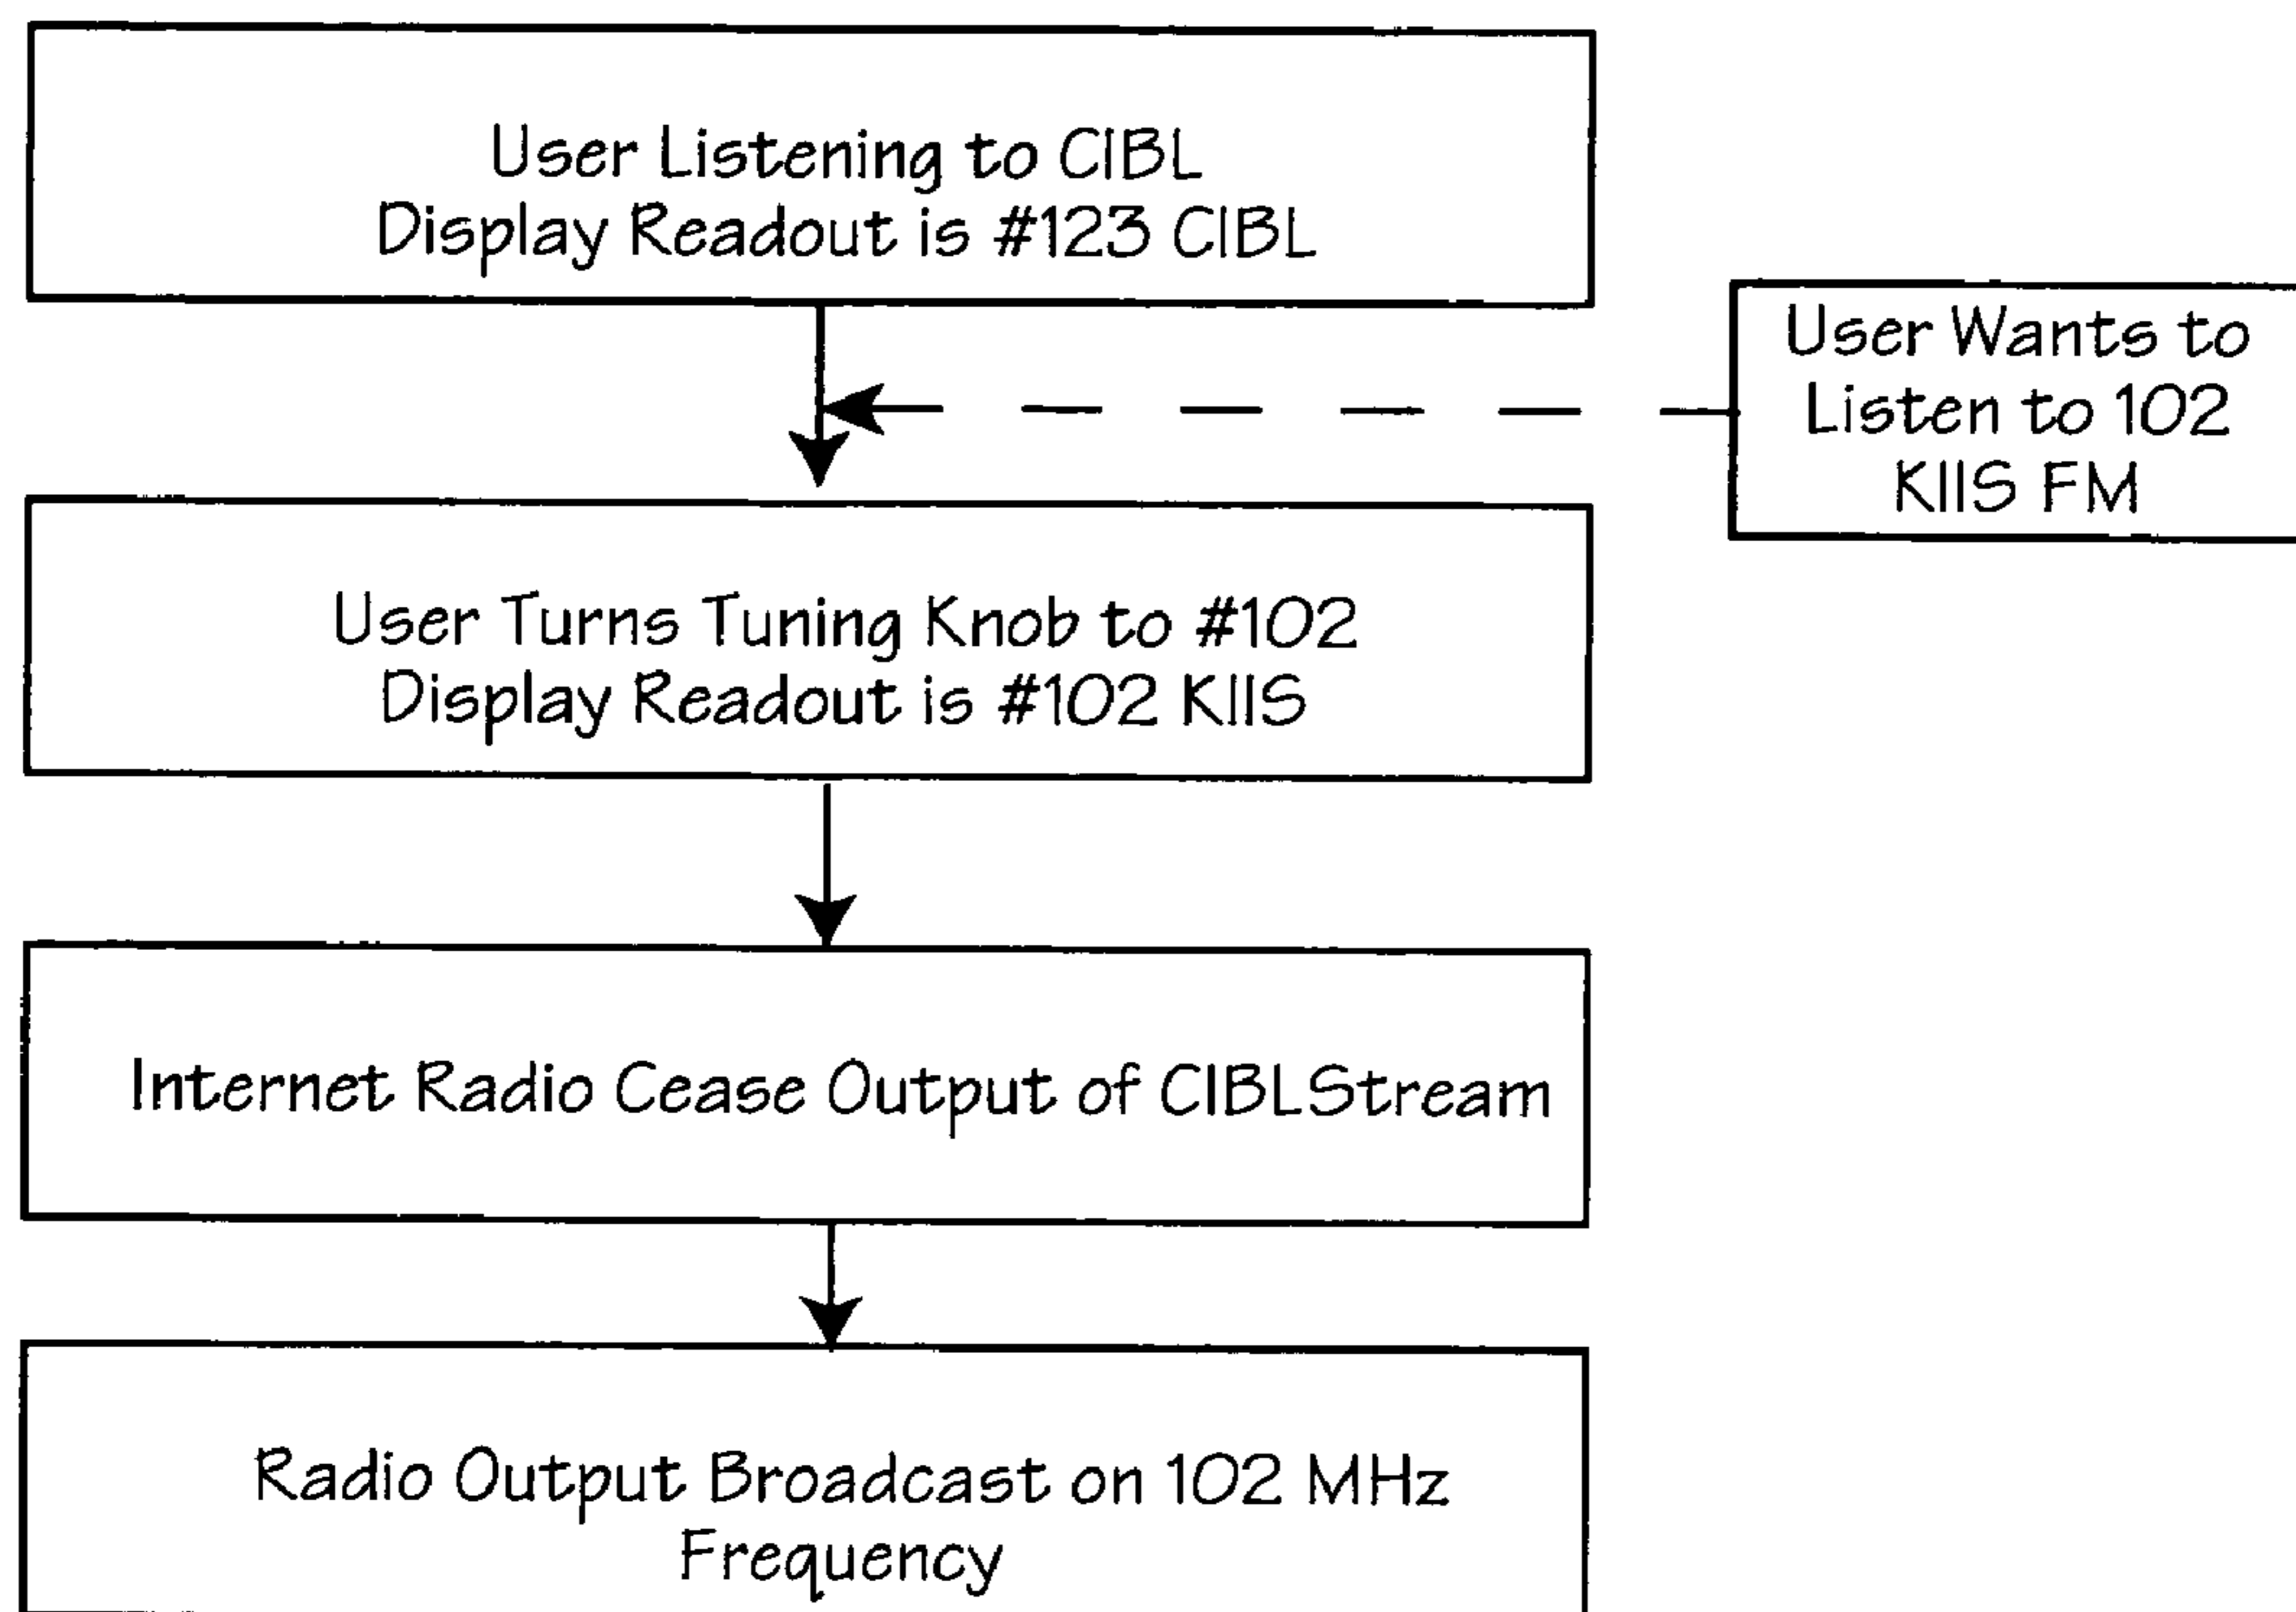 User Listening to CIBL
Display Readout is #123 CIBL
User Wants to
Listen to 102
KIIS FM
User Turns Tuning Knob to #102
Display Readout is #102 KIIS
Internet Radio Cease Output of CIBLStream
Radio Output Broadcast on 102 MHz
Frequency